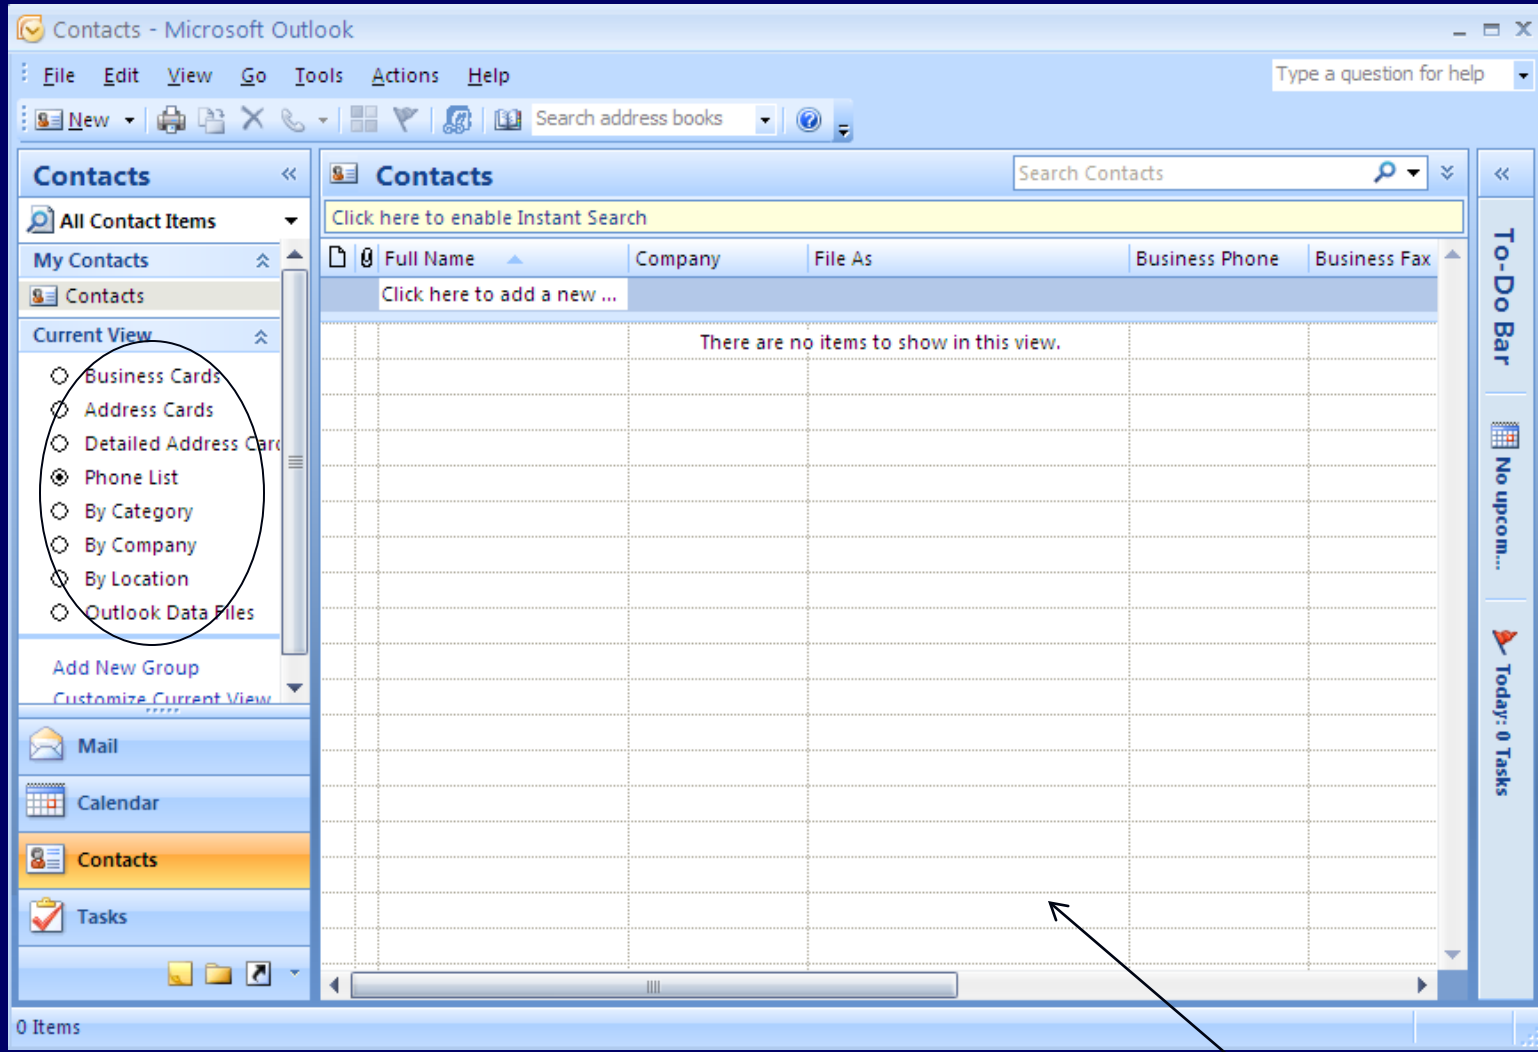 Contacts - Microsoft Outlook
File Edit View Go Tools Actions Help
Type a question for help
New
Search address books
Contacts
All Contact Items
My Contacts
Contacts
Current View
Business Cards
Address Cards
Detailed Address Card
Phone List
By Category
By Company
By Location
Outlook Data Files
Add New Group
Customize Current View
Mail
Calendar
Contacts
Tasks
Contacts
Search Contacts
Click here to enable Instant Search
Full Name Company File As Business Phone Business Fax
Click here to add a new ...
There are no items to show in this view.
To-Do Bar
No upcom...
Today: 0 Tasks
0 Items